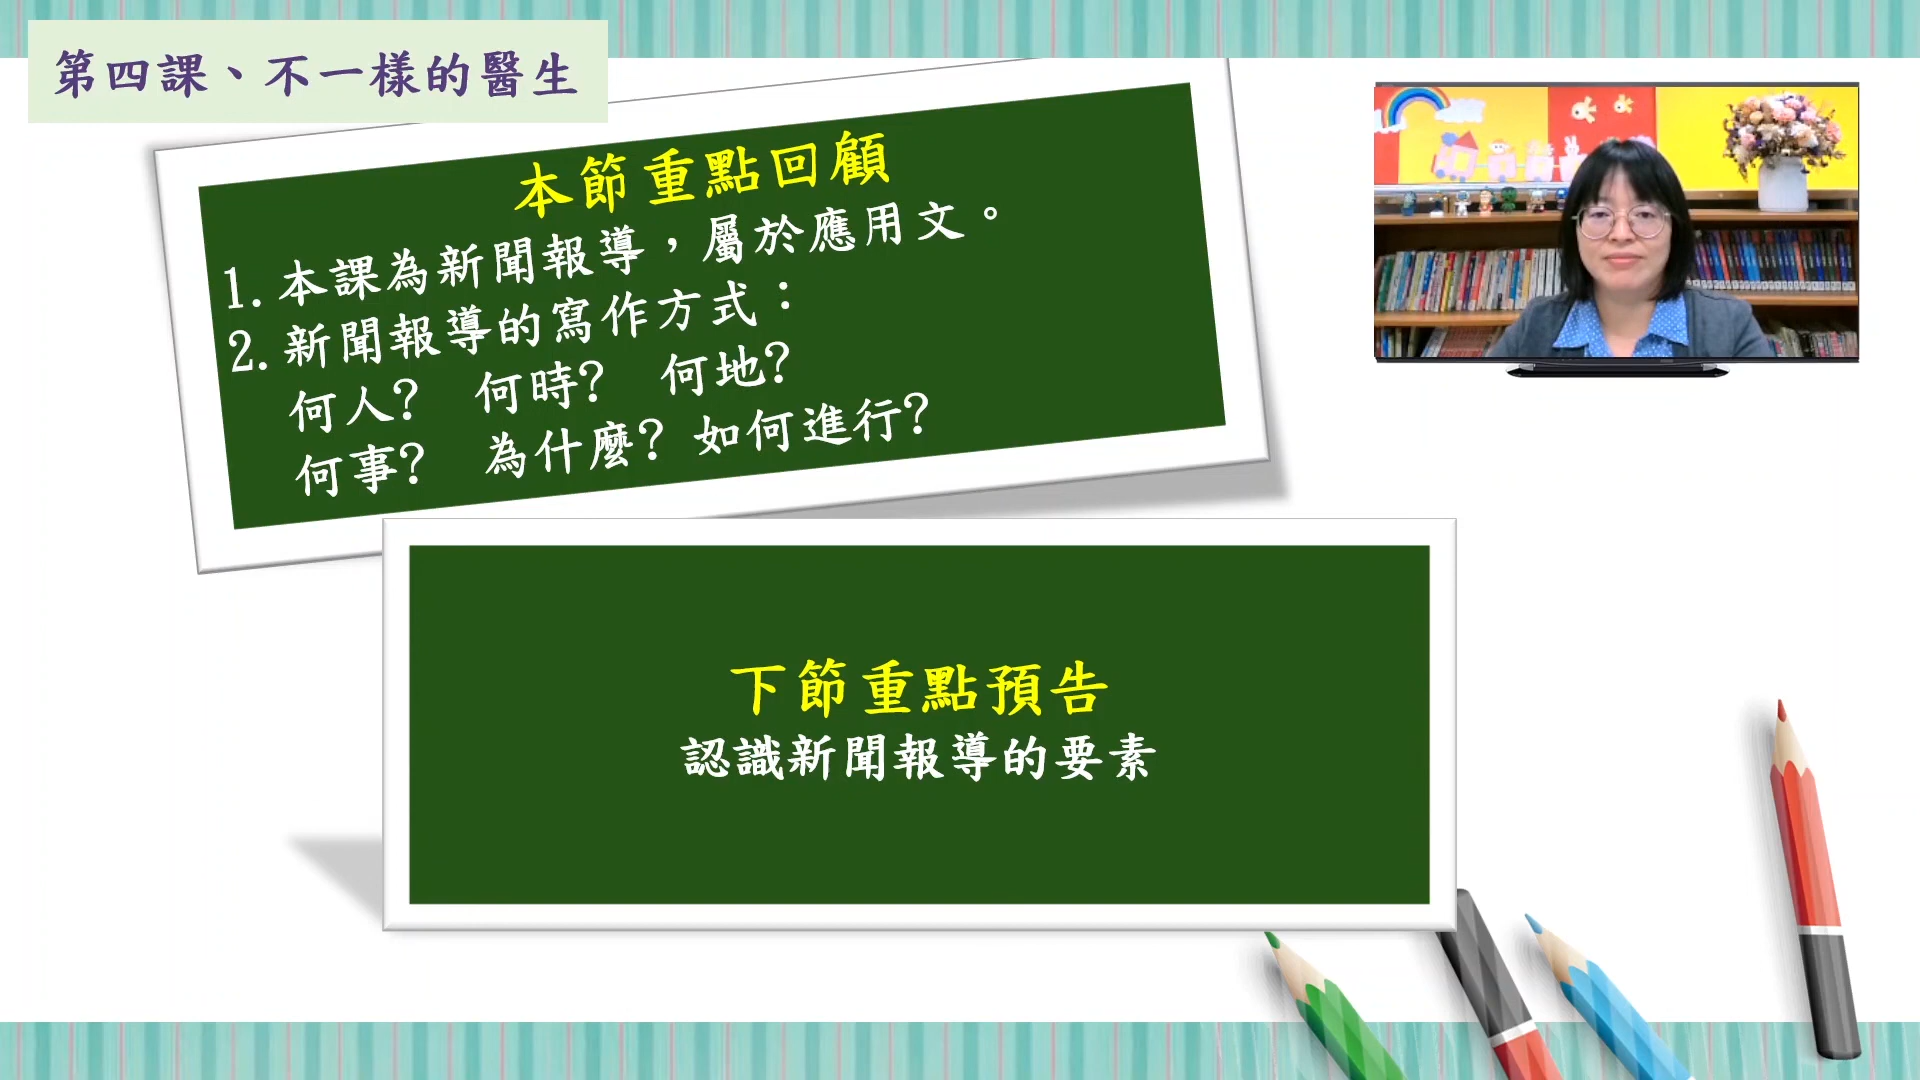 第四課、不一樣的醫生
本節重點回顧
1.本課為新聞報導，屬於應用文。
2.新聞報導的寫作方式：
何人? 何時? 何地?
何事? 為什麼? 如何進行?
下節重點預告
認識新聞報導的要素